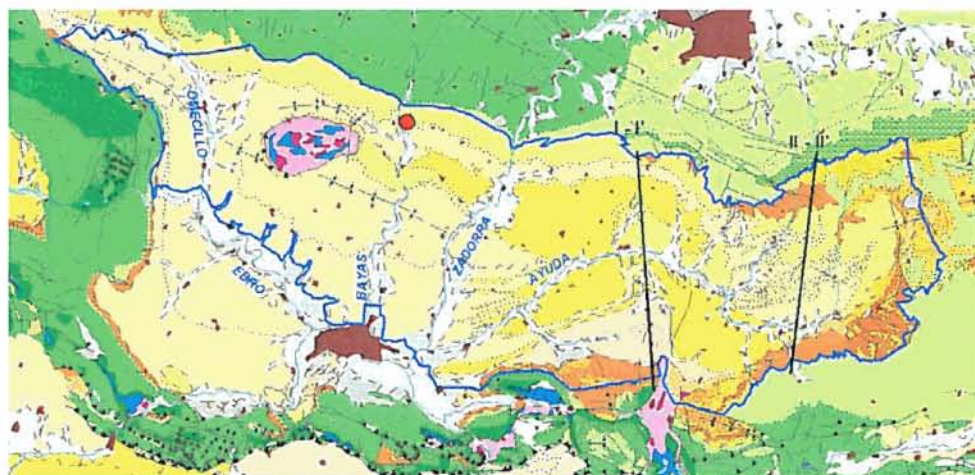 OMECILLO
EBRO
BAYAS
ZADORRA
AYUDA
I - I'
II - II'